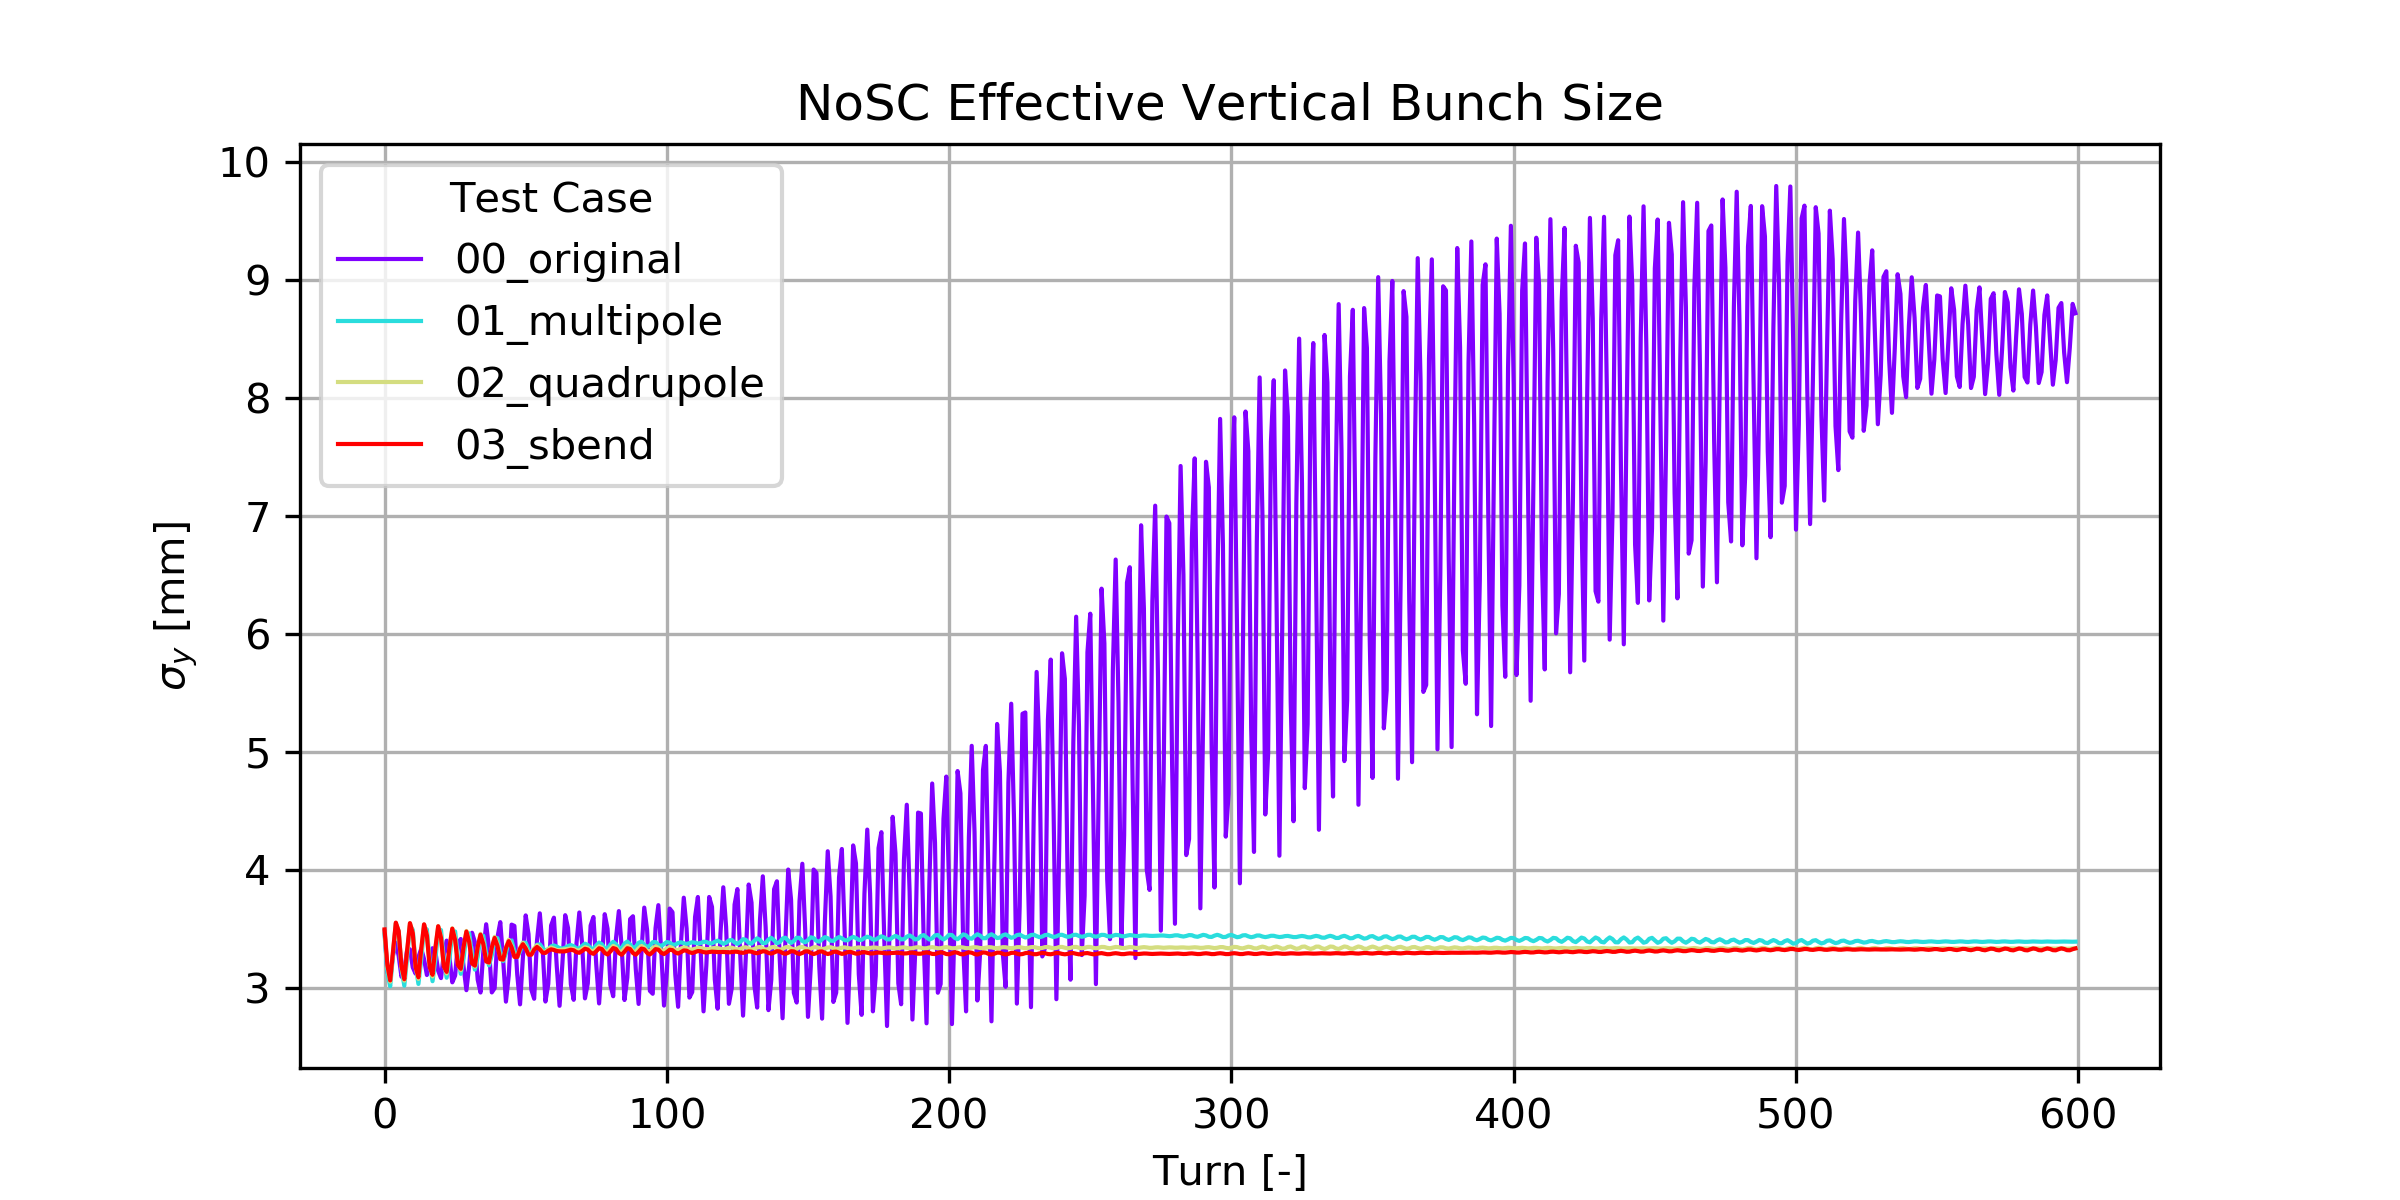 NoSC Effective Vertical Bunch Size
Test Case
00_original
01_multipole
02_quadrupole
03_sbend
10
9
8
7
6
5
4
3
σy [mm]
0 100 200 300 400 500 600
Turn [-]